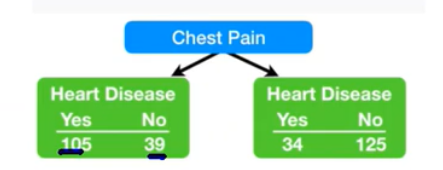 Chest Pain
Heart Disease
Yes No
105 39
Heart Disease
Yes No
34 125